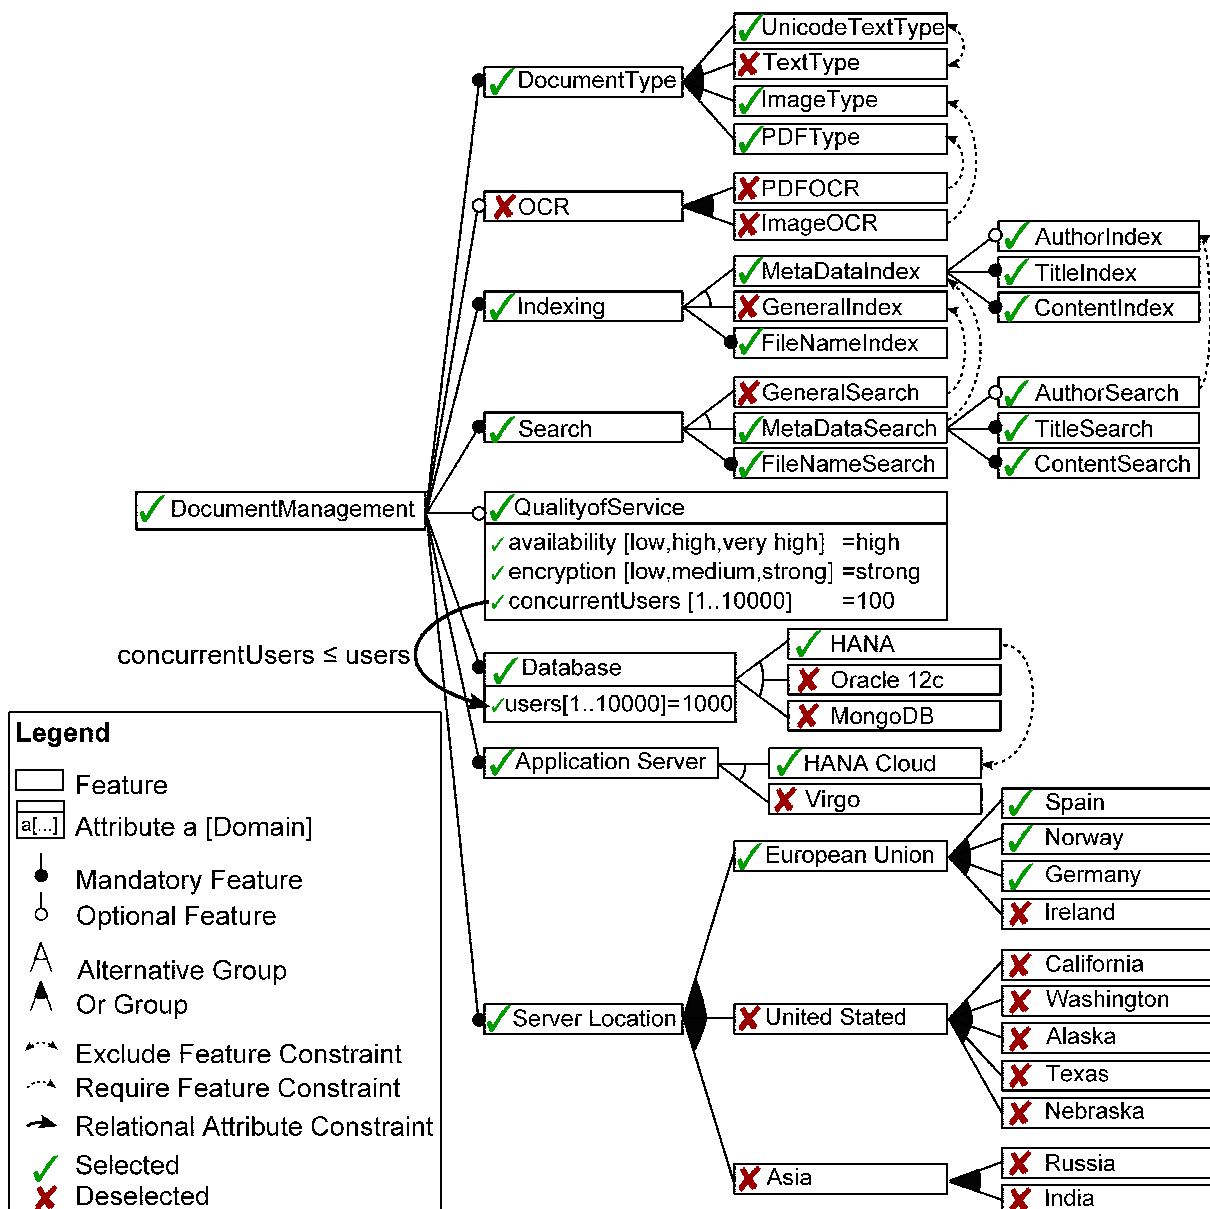 UnicodeTextType
TextType
DocumentType
ImageType
PDFType
PDFOCR
OCR
ImageOCR
AuthorIndex
MetaDataIndex
TitleIndex
Indexing
GeneralIndex
ContentIndex
FileNameIndex
GeneralSearch
AuthorSearch
Search
MetaDataSearch
TitleSearch
FileNameSearch
ContentSearch
DocumentManagement
QualityofService
availability [low,high,very high] =high
encryption [low,medium,strong] =strong
concurrentUsers [1..10000] =100
concurrentUsers ≤ users
HANA
Database
Oracle 12c
users[1..10000]=1000
MongoDB
Application Server
HANA Cloud
Virgo
Spain
Norway
European Union
Germany
Ireland
California
Washington
Server Location
United Stated
Alaska
Texas
Nebraska
Russia
Asia
India
Legend
Feature
a[...]
Attribute a [Domain]
Mandatory Feature
Optional Feature
Alternative Group
Or Group
Exclude Feature Constraint
Require Feature Constraint
Relational Attribute Constraint
Selected
Deselected